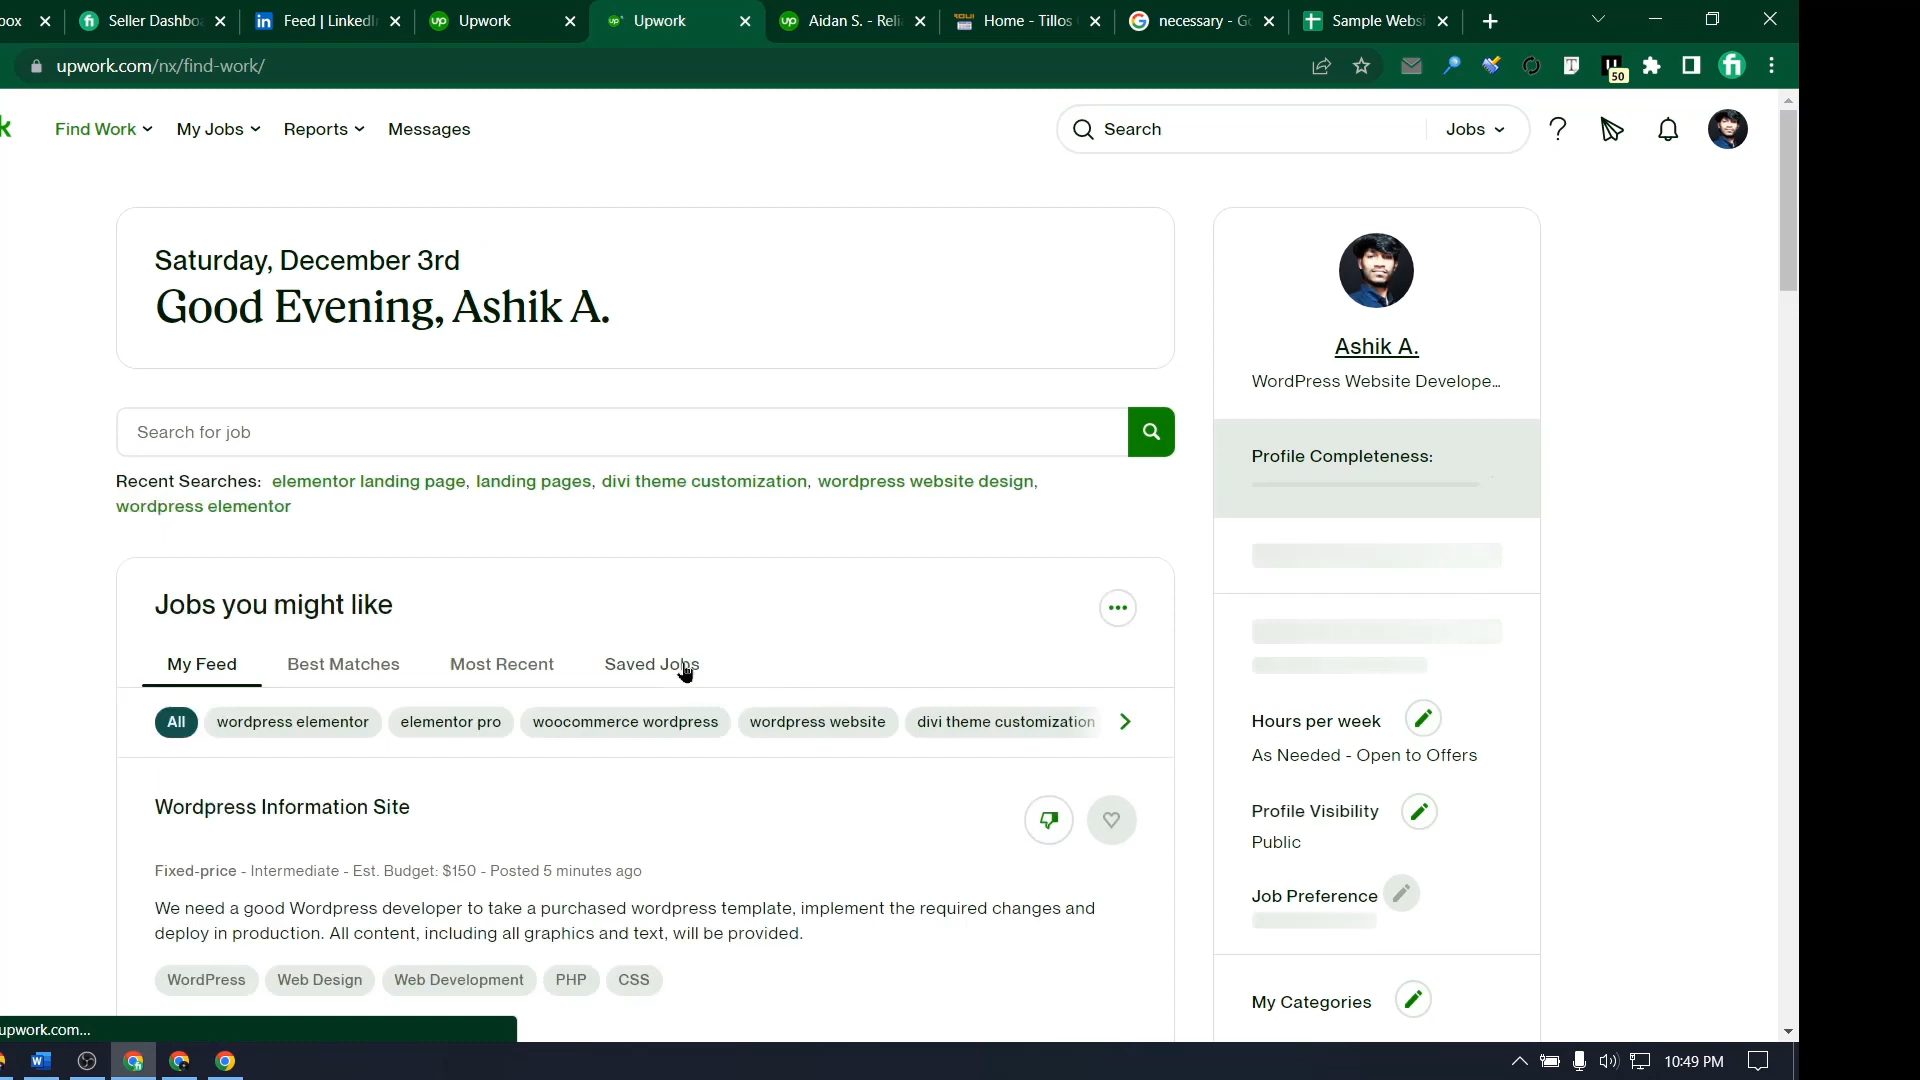 box
Seller Dashboa
Feed | LinkedIn
Upwork
Upwork
Aidan S. - Reli
Home - Tillos
necessary - Go
Sample Websi
upwork.com/nx/find-work/
50
k
Find Work
My Jobs
Reports
Messages
Search
Jobs
Saturday, December 3rd
Good Evening, Ashik A.
Search for job
Recent Searches: elementor landing page, landing pages, divi theme customization, wordpress website design,
wordpress elementor
Jobs you might like
My Feed
Best Matches
Most Recent
Saved Jobs
All
wordpress elementor
elementor pro
woocommerce wordpress
wordpress website
divi theme customization
Wordpress Information Site
Fixed-price - Intermediate - Est. Budget: $150 - Posted 5 minutes ago
We need a good Wordpress developer to take a purchased wordpress template, implement the required changes and
deploy in production. All content, including all graphics and text, will be provided.
WordPress
Web Design
Web Development
PHP
CSS
Ashik A.
WordPress Website Develope...
Profile Completeness:
Hours per week
As Needed - Open to Offers
Profile Visibility
Public
Job Preference
My Categories
upwork.com...
10:49 PM